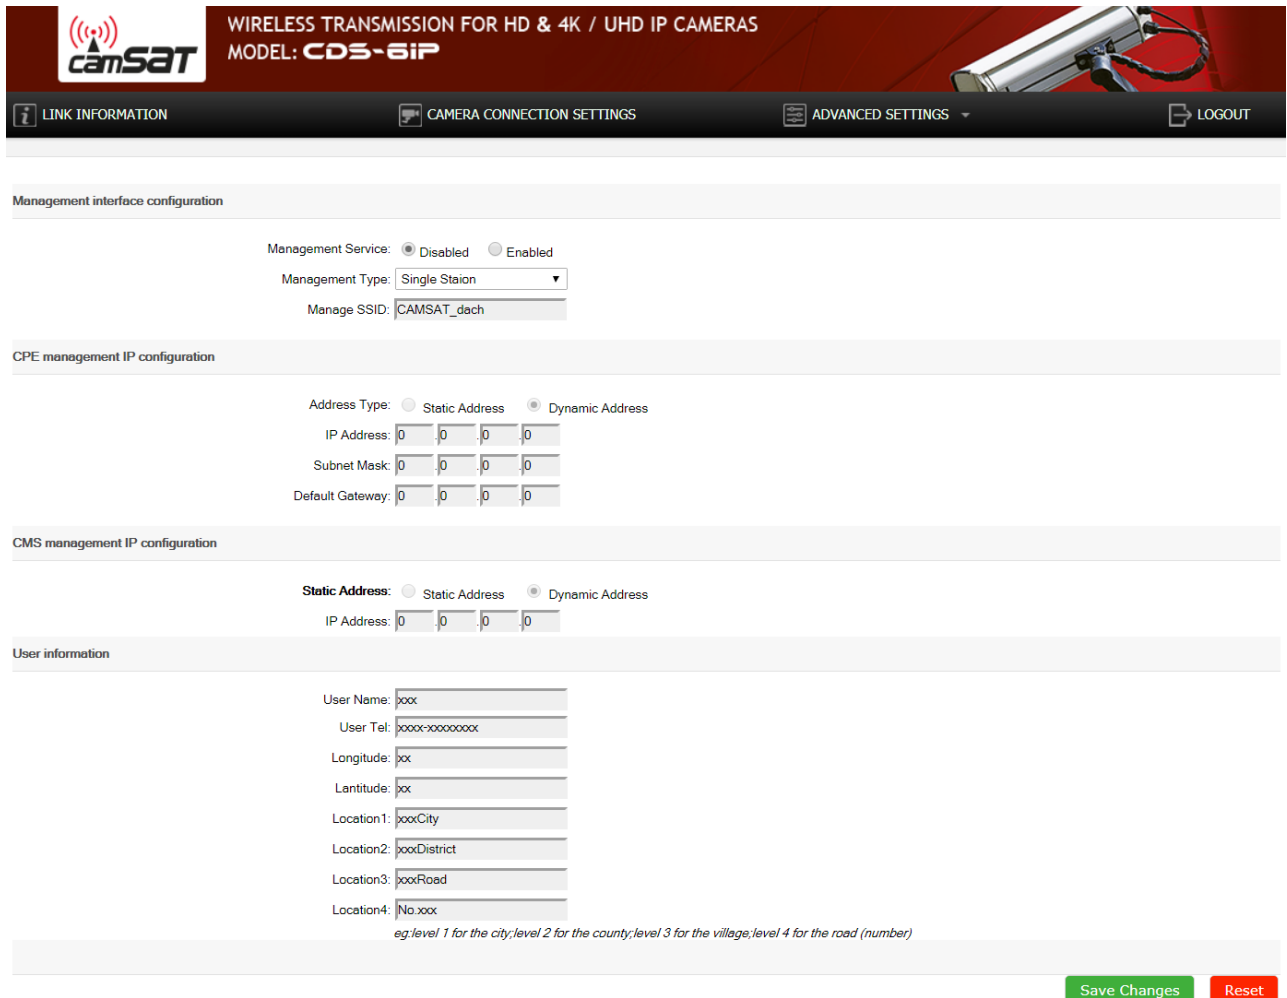 camSAT
WIRELESS TRANSMISSION FOR HD & 4K / UHD IP CAMERAS
MODEL: CDS-6IP
LINK INFORMATION
CAMERA CONNECTION SETTINGS
ADVANCED SETTINGS
LOGOUT
Management interface configuration
Management Service: Disabled Enabled
Management Type: Single Staion
Manage SSID: CAMSAT_dach
CPE management IP configuration
Address Type: Static Address Dynamic Address
IP Address: 0 .0 .0 .0
Subnet Mask: 0 .0 .0 .0
Default Gateway: 0 .0 .0 .0
CMS management IP configuration
Static Address: Static Address Dynamic Address
IP Address: 0 .0 .0 .0
User information
User Name: xxx
User Tel: xxxx-xxxxxxxx
Longitude: xx
Lantitude: xx
Location1: xxxCity
Location2: xxxDistrict
Location3: xxxRoad
Location4: No.xxx
eg:level 1 for the city;level 2 for the county;level 3 for the village;level 4 for the road (number)
Save Changes
Reset